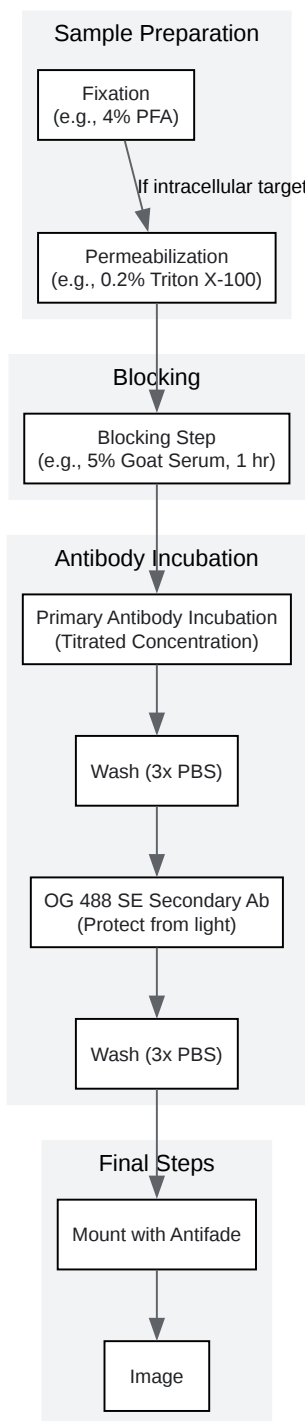 Sample Preparation
Fixation
(e.g., 4% PFA)
If intracellular target
Permeabilization
(e.g., 0.2% Triton X-100)
Blocking
Blocking Step
(e.g., 5% Goat Serum, 1 hr)
Antibody Incubation
Primary Antibody Incubation
(Titrated Concentration)
Wash (3x PBS)
OG 488 SE Secondary Ab
(Protect from light)
Wash (3x PBS)
Final Steps
Mount with Antifade
Image